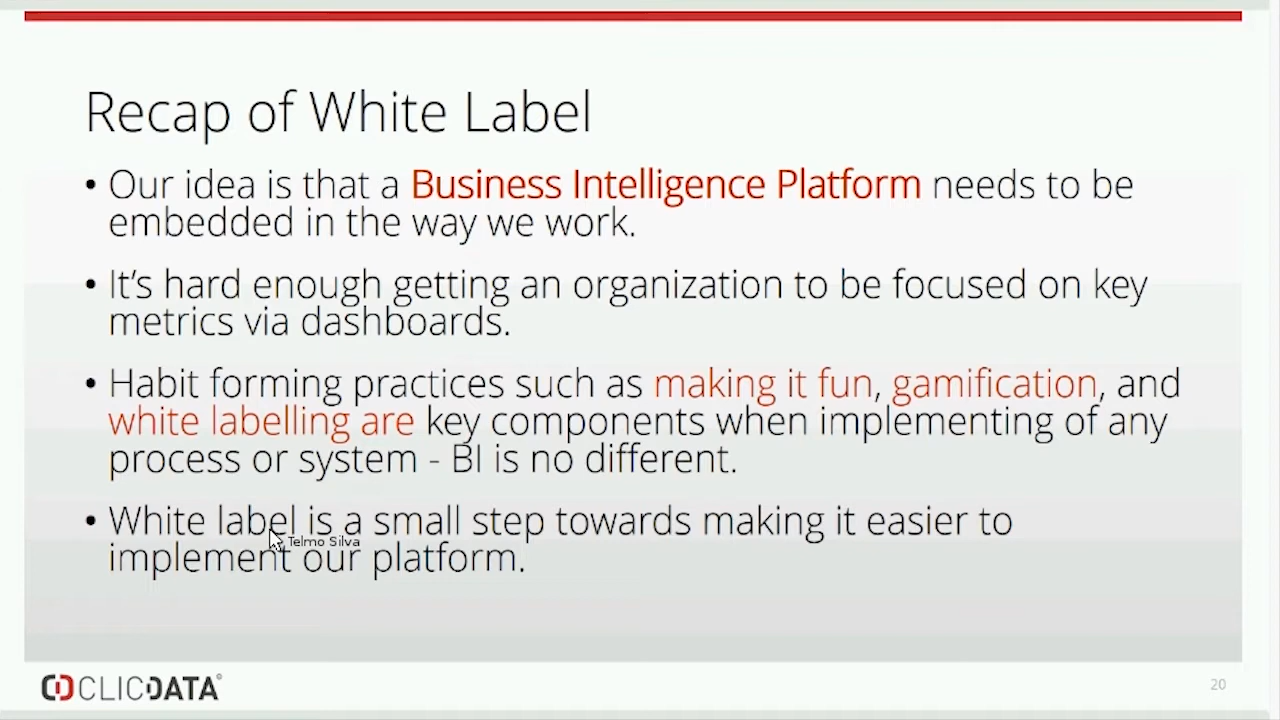 Recap of White Label
• Our idea is that a Business Intelligence Platform needs to be
embedded in the way we work.
• It's hard enough getting an organization to be focused on key
metrics via dashboards.
• Habit forming practices such as making it fun, gamification, and
white labelling are key components when implementing of any
process or system - BI is no different.
• White label is a small step towards making it easier to
Telmo Silva
implement our platform.
CLICDATA®
20